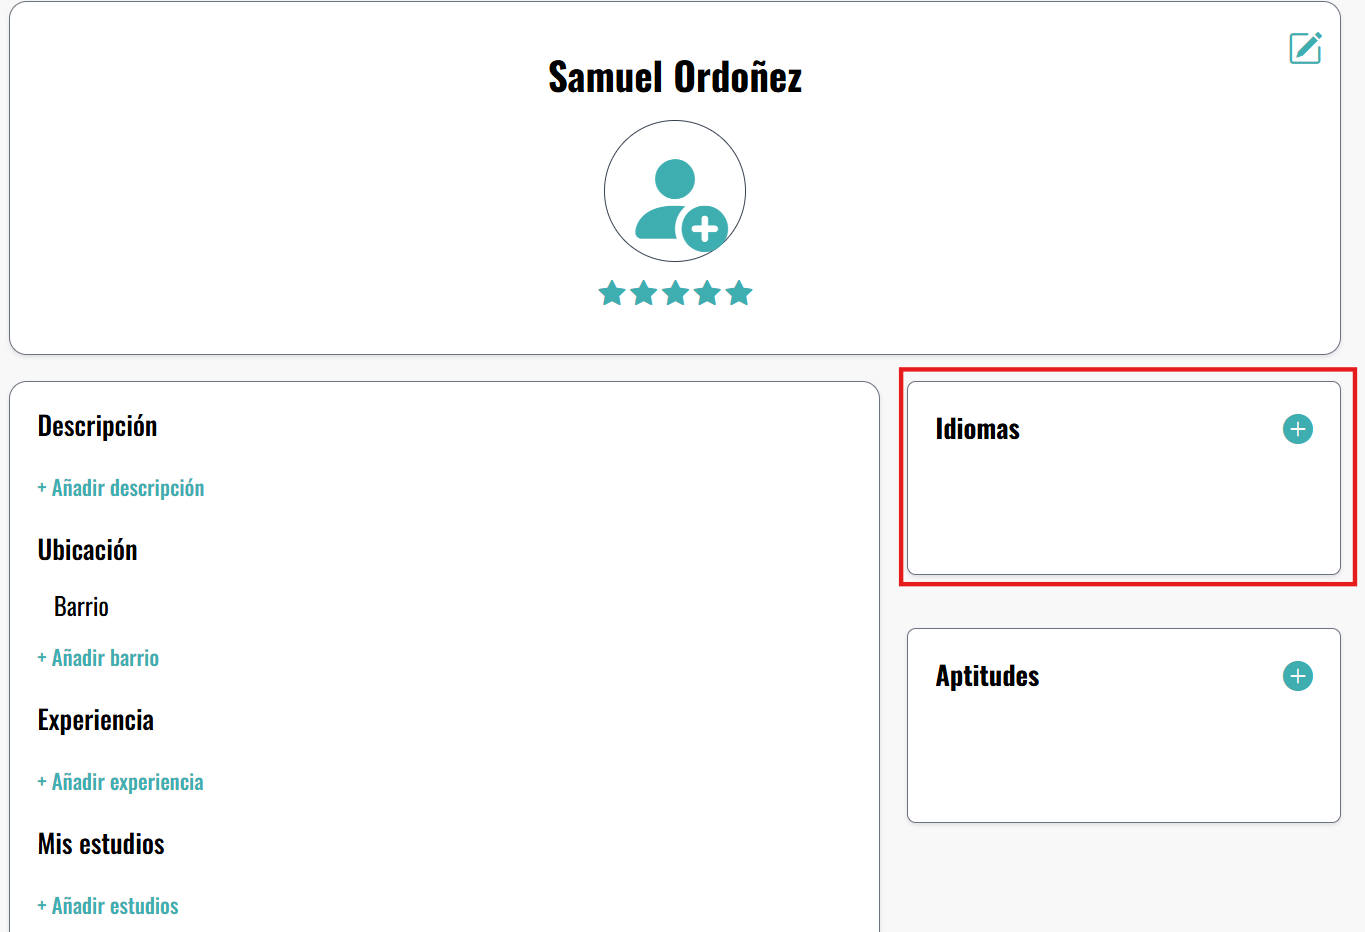 Samuel Ordoñez
Descripción
+ Añadir descripción
Ubicación
Barrio
+ Añadir barrio
Experiencia
+ Añadir experiencia
Mis estudios
+ Añadir estudios
Idiomas
Aptitudes